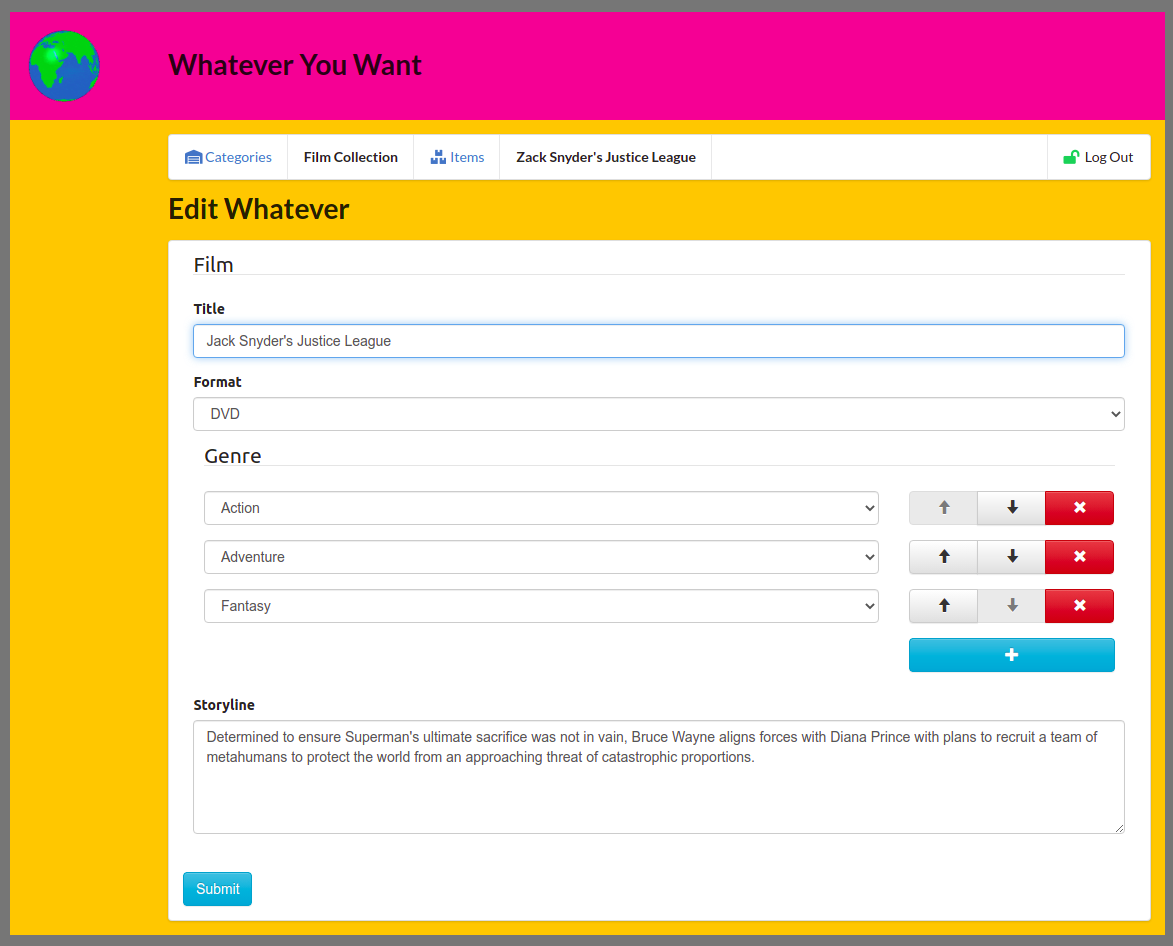 Whatever You Want
Categories Film Collection Items Zack Snyder's Justice League Log Out
Edit Whatever
Film
Title
Jack Snyder's Justice League
Format
DVD
Genre
Action
Adventure
Fantasy
Storyline
Determined to ensure Superman's ultimate sacrifice was not in vain, Bruce Wayne aligns forces with Diana Prince with plans to recruit a team of
metahumans to protect the world from an approaching threat of catastrophic proportions.
Submit